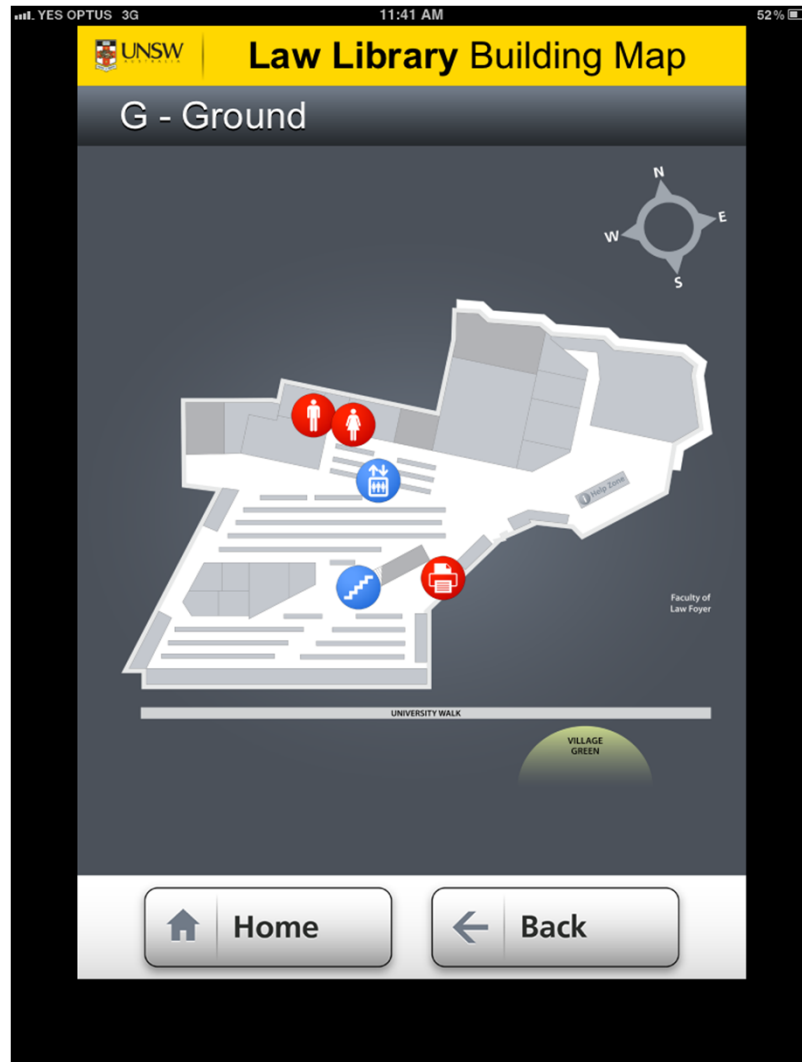 YES OPTUS 3G 11:41 AM 52%
UNSW
AUSTRALIA
Law Library Building Map
G - Ground
N
E
W
S
Help Zone
Faculty of
Law Foyer
UNIVERSITY WALK
VILLAGE
GREEN
Home
Back